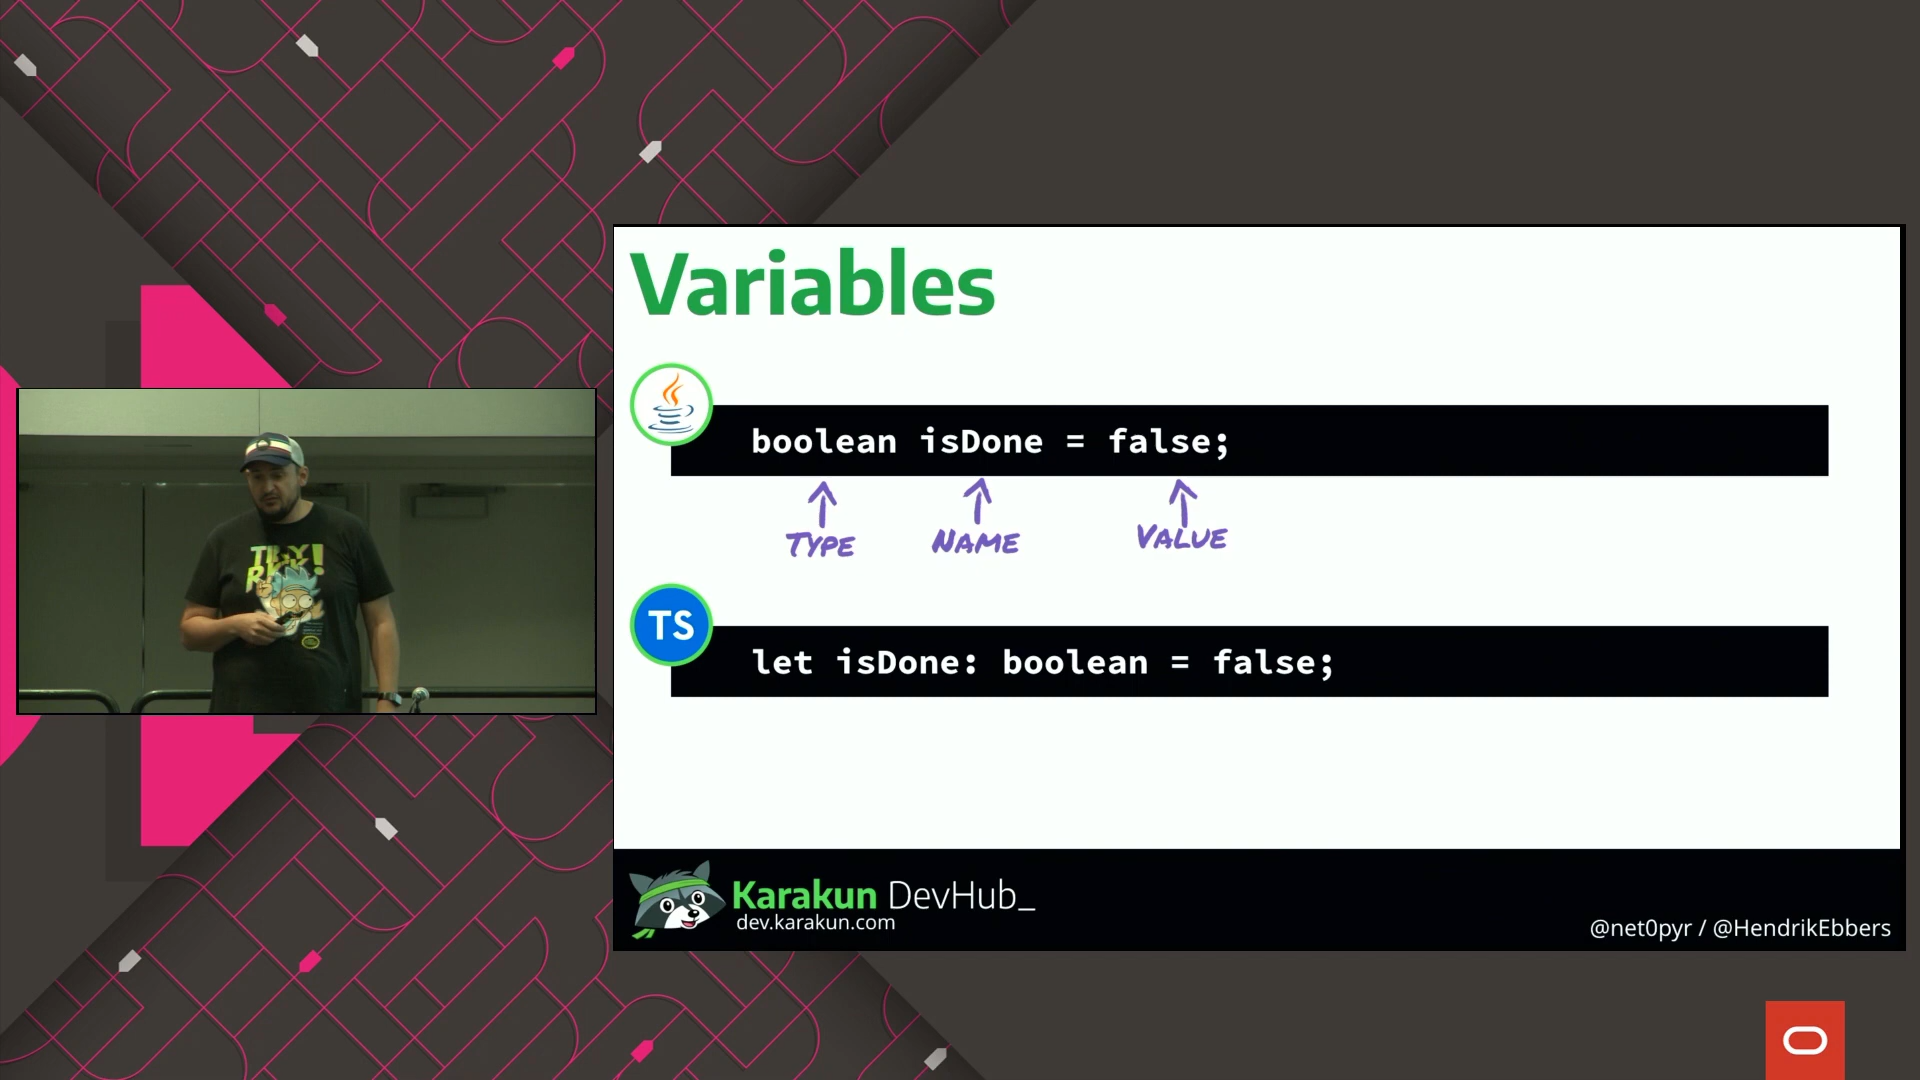 Variables
boolean isDone = false;
TYPE NAME VALUE
TS
let isDone: boolean = false;
Karakun DevHub_
dev.karakun.com
@net0pyr / @HendrikEbbers